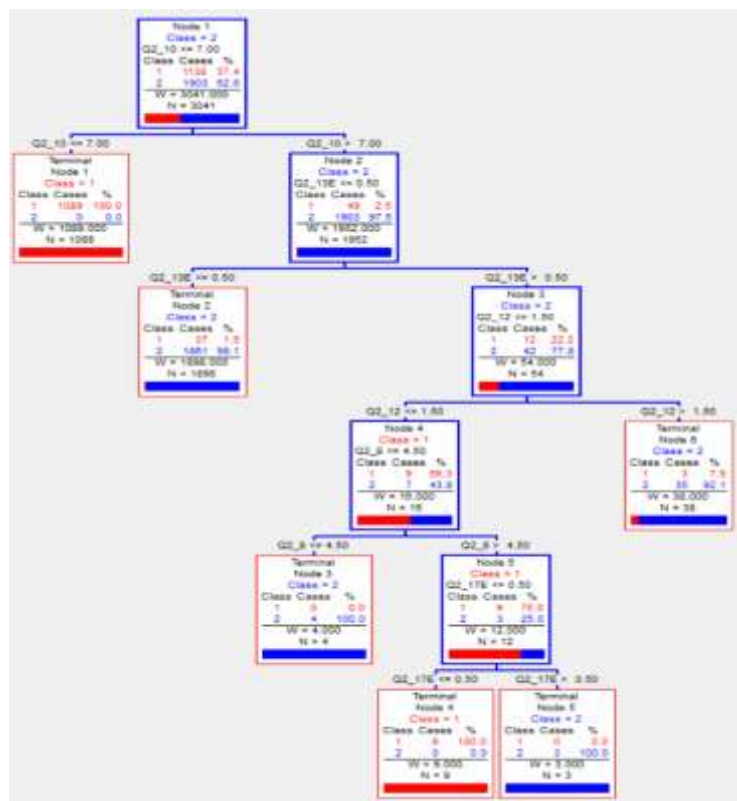 Node 1
Class = 2
Q2_10 <= 7.00
Class Cases %
1 1138 37.4
2 1903 62.6
W = 3041.000
N = 3041
Q2_10 <= 7.00
Q2_10 > 7.00
Terminal
Node 1
Class = 1
Class Cases %
1 1089 100.0
2 0 0.0
W = 1089.000
N = 1089
Node 2
Class = 2
Q2_13E <= 0.50
Class Cases %
1 49 2.5
2 1903 97.5
W = 1952.000
N = 1952
Q2_13E <= 0.50
Q2_13E > 0.50
Terminal
Node 2
Class = 2
Class Cases %
1 37
2 1861 98.1
W = 1898.000
N = 1898
Node 3
Class = 2
Q2_12 <= 1.50
Class Cases %
1 12 22.2
2 42 77.8
W = 54.000
N = 54
Q2_12 <= 1.50
Q2_12 > 1.50
Node 4
Class = 1
<= 4.50
Class Cases %
1 9 56.3
2 7 43.8
W = 16.000
N = 16
Terminal
Node 6
Class = 2
Class Cases %
1 3 7.9
2 35 92.1
W = 38.000
N = 38
<= 4.50
> 4.50
Terminal
Node 3
Class = 2
Class Cases %
1 0 0.0
2 4 100.0
W = 4.000
N = 4
Node 5
Class = 1
Q2_17E <= 0.50
Class Cases %
1 9 75.0
2 3 25.0
W = 12.000
N = 12
Q2_17E <= 0.50
Q2_17E > 0.50
Terminal
Node 4
Class = 1
Class Cases %
1 9 100.0
2 0 0.0
W = 9.000
N = 9
Terminal
Node 5
Class = 2
Class Cases %
1 0 0.0
2 3 100.0
W = 3.000
N = 3